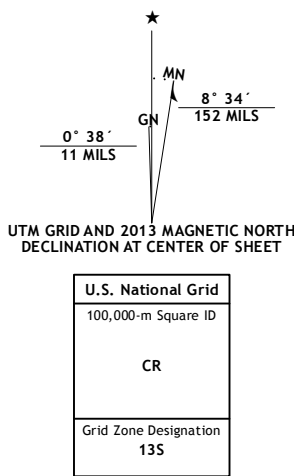 ★
MN
GN
8° 34´
152 MILS
0° 38´
11 MILS
UTM GRID AND 2013 MAGNETIC NORTH
DECLINATION AT CENTER OF SHEET
U.S. National Grid
100,000-m Square ID
CR
Grid Zone Designation
13S